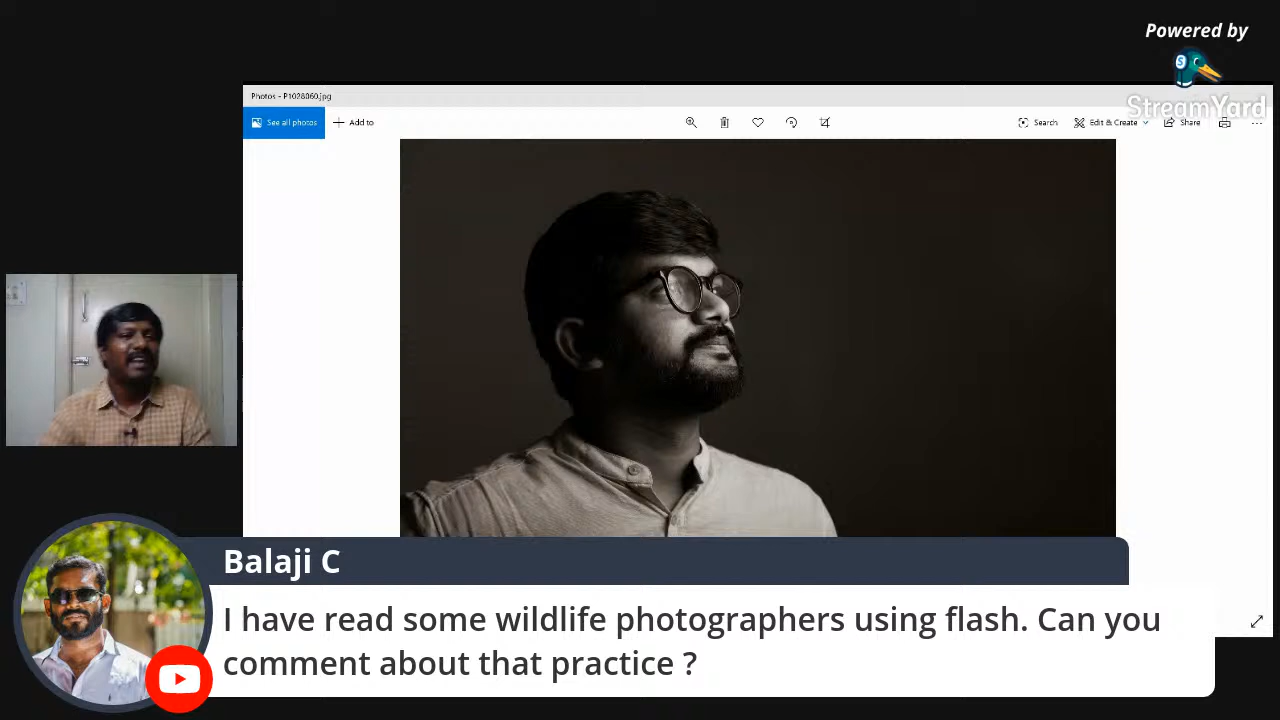 Powered by
StreamYard
Photos - P1028060.jpg
See all photos
Add to
Search
Edit & Create
Share
Balaji C
I have read some wildlife photographers using flash. Can you
comment about that practice ?